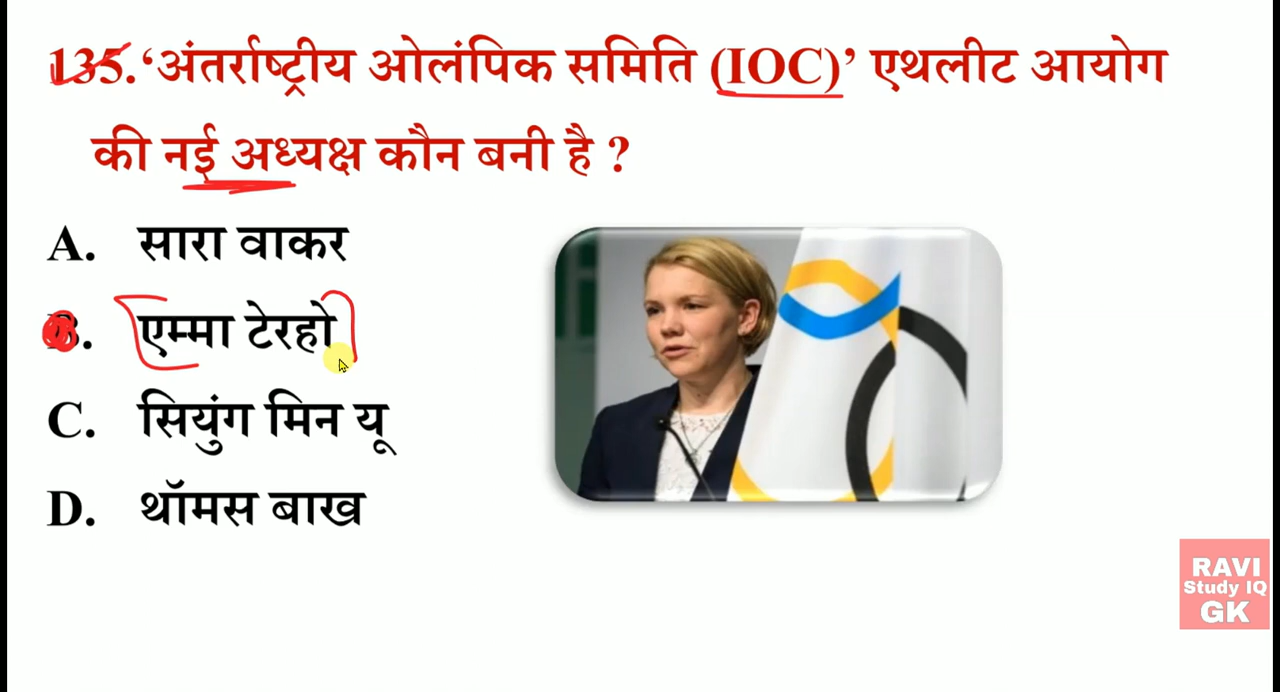 135.‘अंतर्राष्ट्रीय ओलंपिक समिति (IOC)’ एथलीट आयोग
की नई अध्यक्ष कौन बनी है ?
A. सारा वाकर
B. एम्मा टेरहो
C. सियुंग मिन यू
D. थॉमस बाख
RAVI
Study IQ
GK